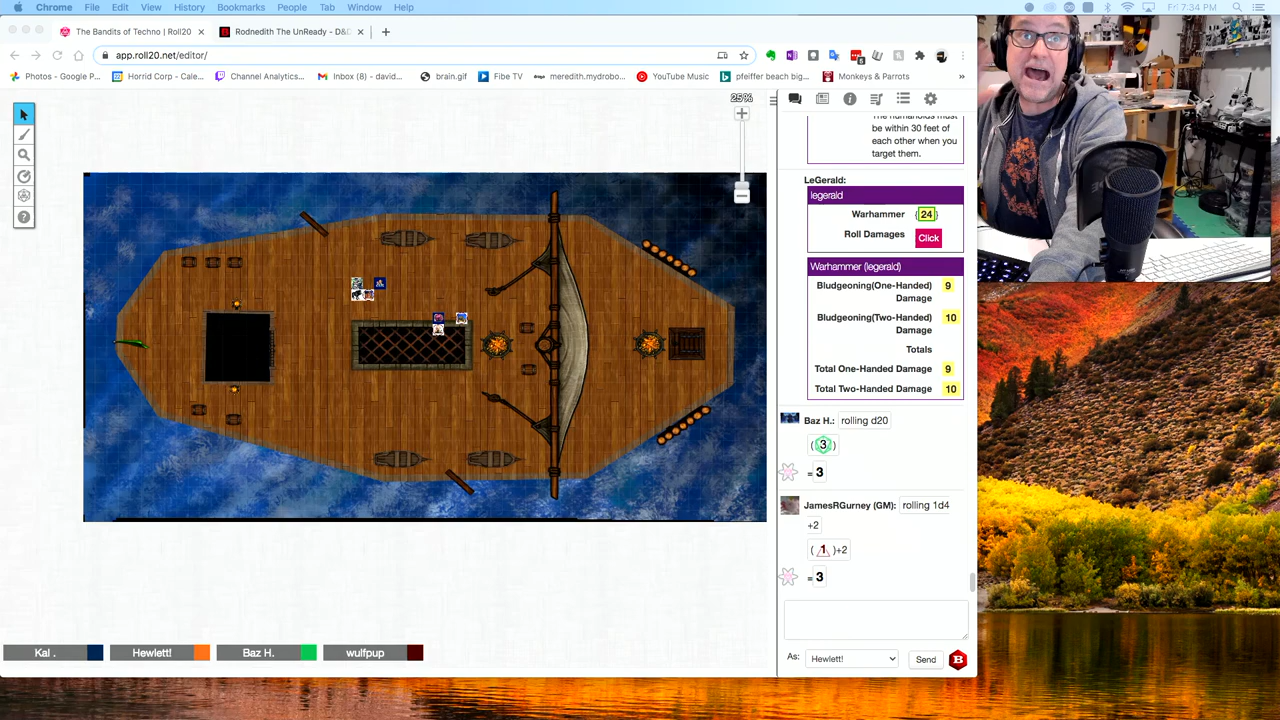 Chrome File Edit View History Bookmarks People Tab Window Help Fri 7:34 PM
The Bandits of Techno | Roll20 Rodnedith The UnReady - D&D
app.roll20.net/editor/
Photos - Google P... Horrid Corp - Cale... Channel Analytics... Inbox (8) - david... brain.gif Fibe TV meredith.mydrobo... YouTube Music pfeiffer beach big... Monkeys & Parrots »
25%
The humanoids must
be within 30 feet of
each other when you
target them.
LeGerald:
legerald
Warhammer 24
Roll Damages Click
Warhammer (legerald)
Bludgeoning(One-Handed) 9
Damage
Bludgeoning(Two-Handed) 10
Damage
Totals
Total One-Handed Damage 9
Total Two-Handed Damage 10
Baz H.: rolling d20
(3)
= 3
JamesRGurney (GM): rolling 1d4
+2
(1)+2
= 3
Kal . Hewlett! Baz H. wulfpup
As: Hewlett! Send